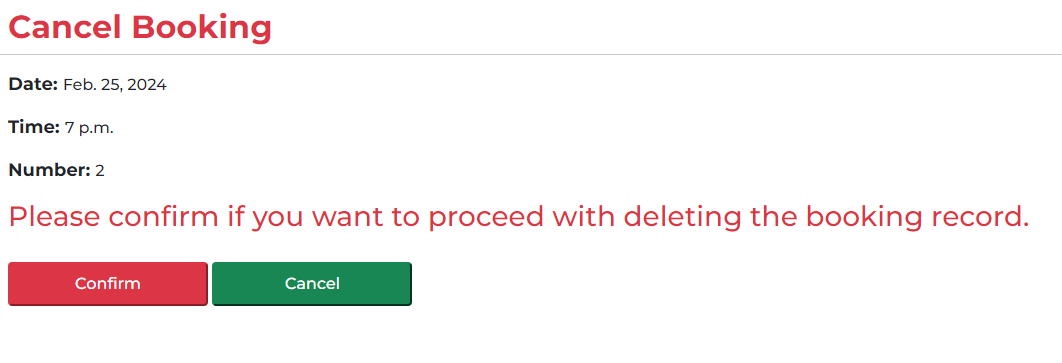 Cancel Booking
Date: Feb. 25, 2024
Time: 7 p.m.
Number: 2
Please confirm if you want to proceed with deleting the booking record.
Confirm Cancel